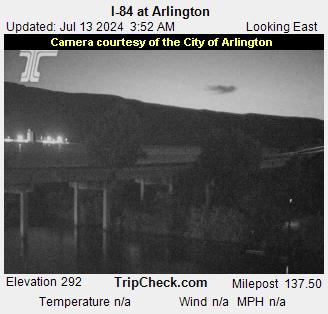 I-84 at Arlington
Updated: Jul 13 2024 3:52 AM Looking East
Camera courtesy of the City of Arlington
Elevation 292 TripCheck.com Milepost 137.50
Temperature n/a Wind n/a MPH n/a